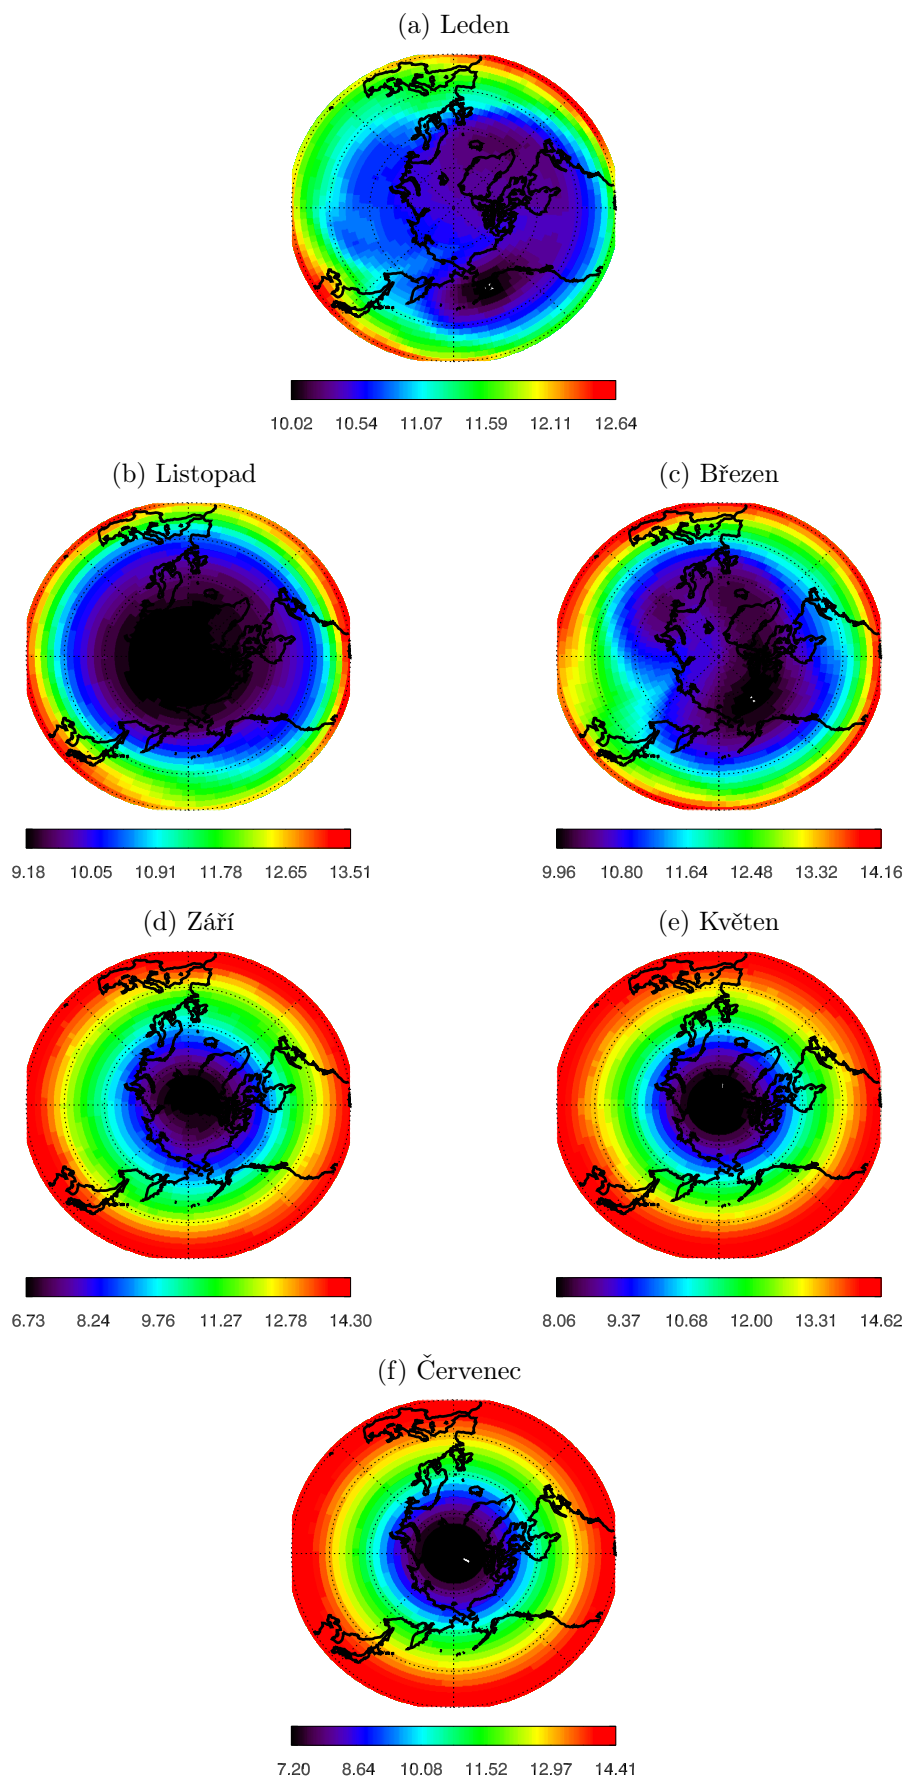 (a) Leden
10.02 10.54 11.07 11.59 12.11 12.64
(b) Listopad
(c) Březen
9.18 10.05 10.91 11.78 12.65 13.51
9.96 10.80 11.64 12.48 13.32 14.16
(d) Září
(e) Květen
6.73 8.24 9.76 11.27 12.78 14.30
8.06 9.37 10.68 12.00 13.31 14.62
(f) Červenec
7.20 8.64 10.08 11.52 12.97 14.41